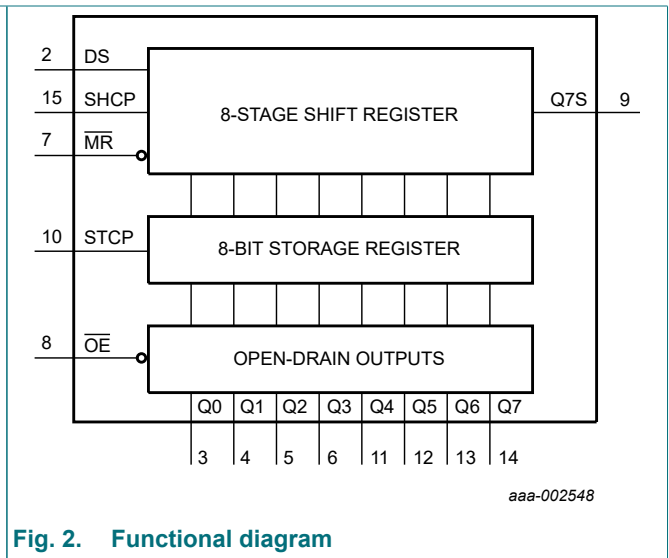 2 DS
15 SHCP
8-STAGE SHIFT REGISTER
Q7S 9
7 MR
10 STCP
8-BIT STORAGE REGISTER
8 OE
OPEN-DRAIN OUTPUTS
Q0 Q1 Q2 Q3 Q4 Q5 Q6 Q7
3 4 5 6 11 12 13 14
aaa-002548
Fig. 2. Functional diagram